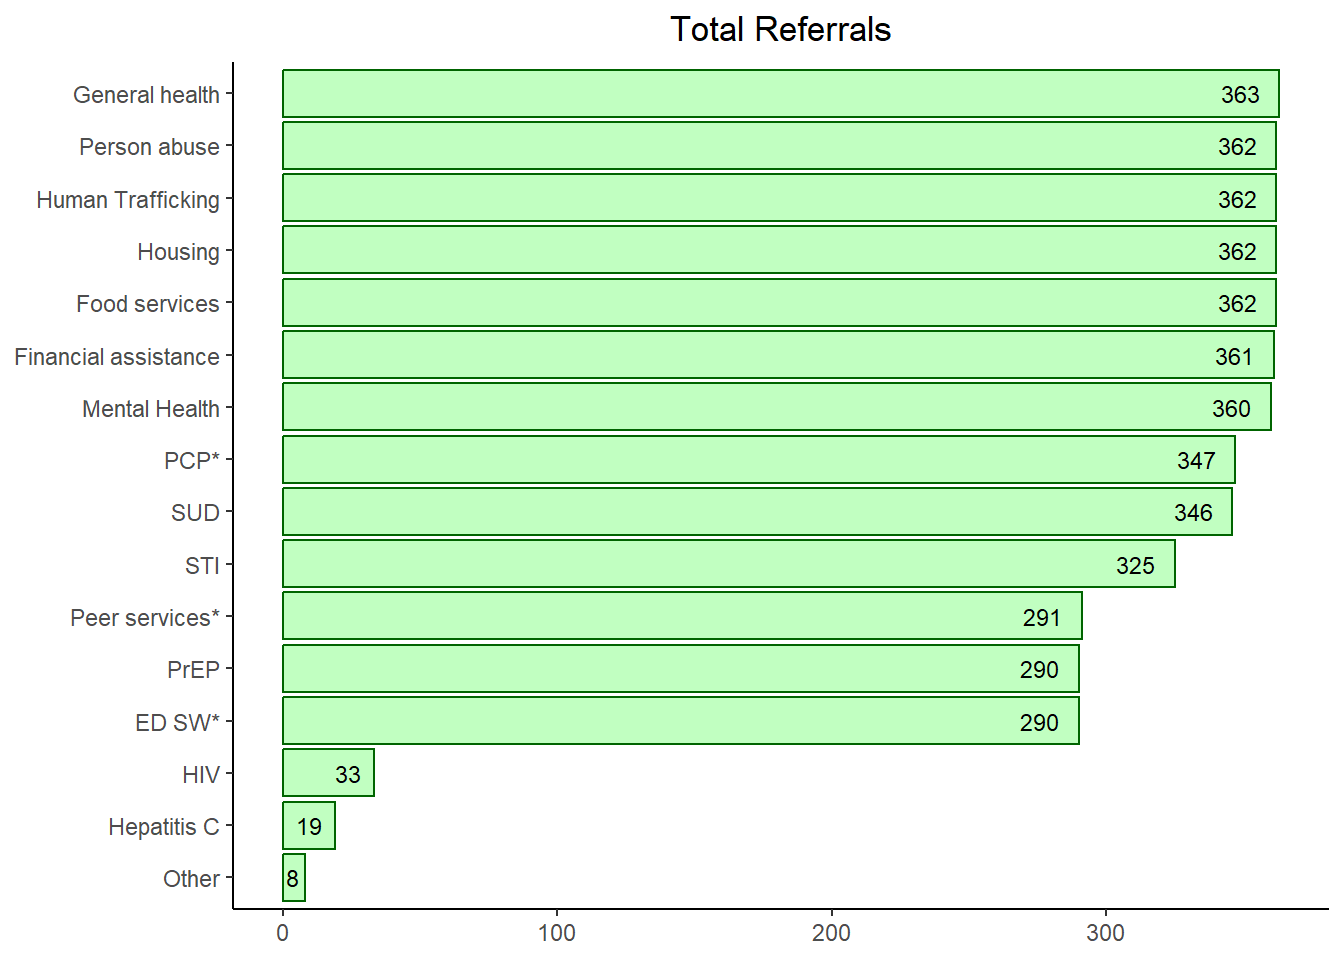 Total Referrals
General health 363
Person abuse 362
Human Trafficking 362
Housing 362
Food services 362
Financial assistance 361
Mental Health 360
PCP* 347
SUD 346
STI 325
Peer services* 291
PrEP 290
ED SW* 290
HIV 33
Hepatitis C 19
Other 8
0 100 200 300